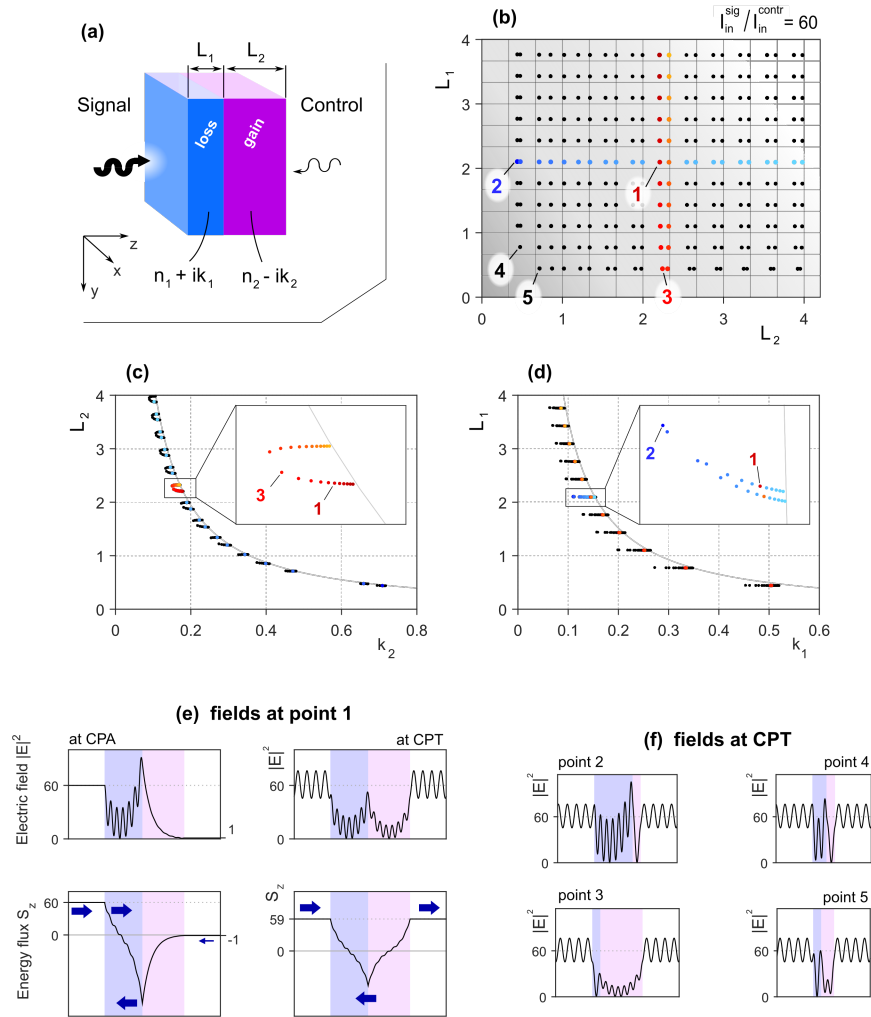 (a)
L1 L2
Signal
Control
loss
gain
z
x
y
n1 + ik1
n2 - ik2
(b)
I in sig / I in contr = 60
L1
4
3
2
1
0
0 1 2 3 4
L2
2
1
4
5
3
(c)
L2
4
3
2
1
0
0 0.2 0.4 0.6 0.8
k2
3
1
(d)
L1
4
3
2
1
0
0 0.1 0.2 0.3 0.4 0.5 0.6
k1
2
1
(e) fields at point 1
at CPA
Electric field |E|2
60
0
1
at CPT
|E|2
60
0
Energy flux Sz
60
0
-1
Sz
59
0
(f) fields at CPT
point 2
|E|2
60
0
point 4
|E|2
60
0
point 3
|E|2
60
0
point 5
|E|2
60
0